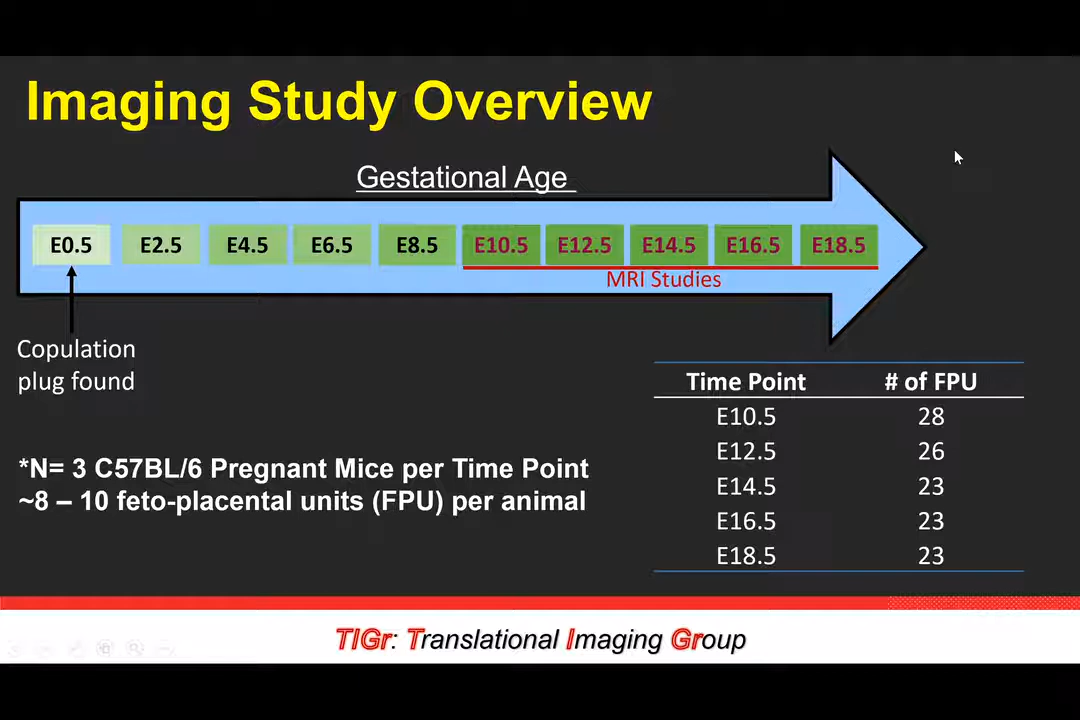 Imaging Study Overview
Gestational Age
E0.5 E2.5 E4.5 E6.5 E8.5 E10.5 E12.5 E14.5 E16.5 E18.5
MRI Studies
Copulation
plug found
*N= 3 C57BL/6 Pregnant Mice per Time Point
~8 – 10 feto-placental units (FPU) per animal
Time Point # of FPU
E10.5 28
E12.5 26
E14.5 23
E16.5 23
E18.5 23
TIGr: Translational Imaging Group